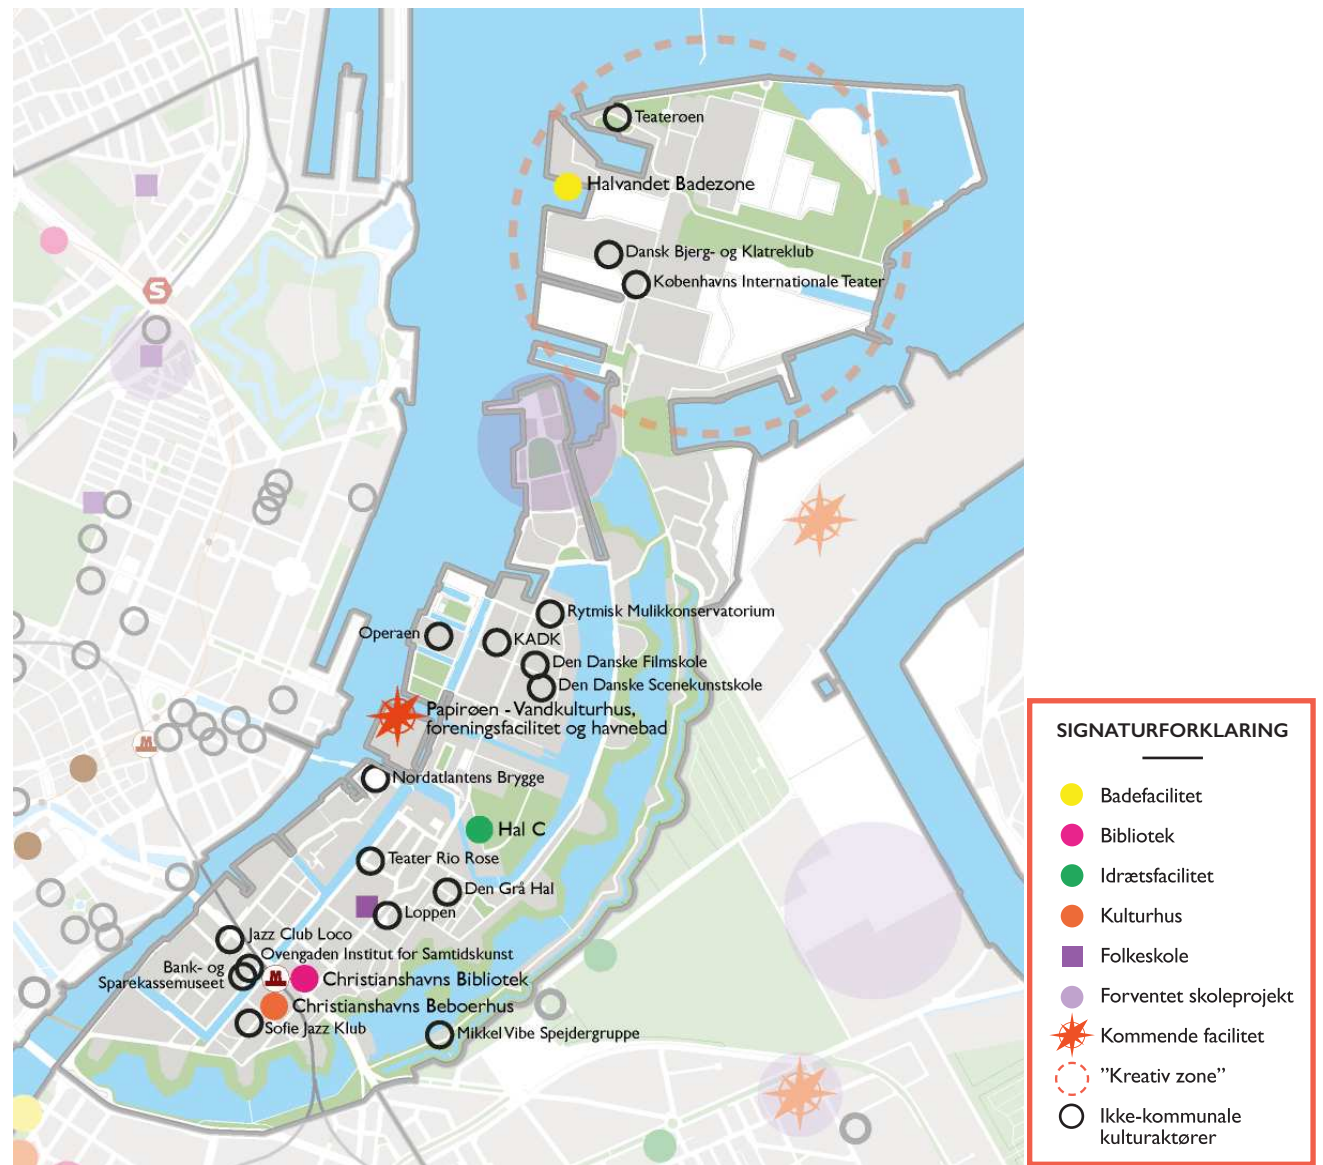 Teaterøen
Halvandet Badezone
Dansk Bjerg- og Klatreklub
Københavns Internationale Teater
S
Rytmisk Mulikkonservatorium
Operaen
KADK
Den Danske Filmskole
Den Danske Scenekunstskole
Papirøen - Vandkulturhus,
foreningsfacilitet og havnebad
Nordatlantens Brygge
Hal C
Teater Rio Rose
Den Grå Hal
Loppen
Jazz Club Loco
Ovengaden Institut for Samtidskunst
Bank- og
Sparekassemuseet
M
Christianshavns Bibliotek
Christianshavns Beboerhus
Sofie Jazz Klub
Mikkel Vibe Spejdergruppe
M
SIGNATURFORKLARING
Badefacilitet
Bibliotek
Idrætsfacilitet
Kulturhus
Folkeskole
Forventet skoleprojekt
Kommende facilitet
”Kreativ zone”
Ikke-kommunale
kulturaktører